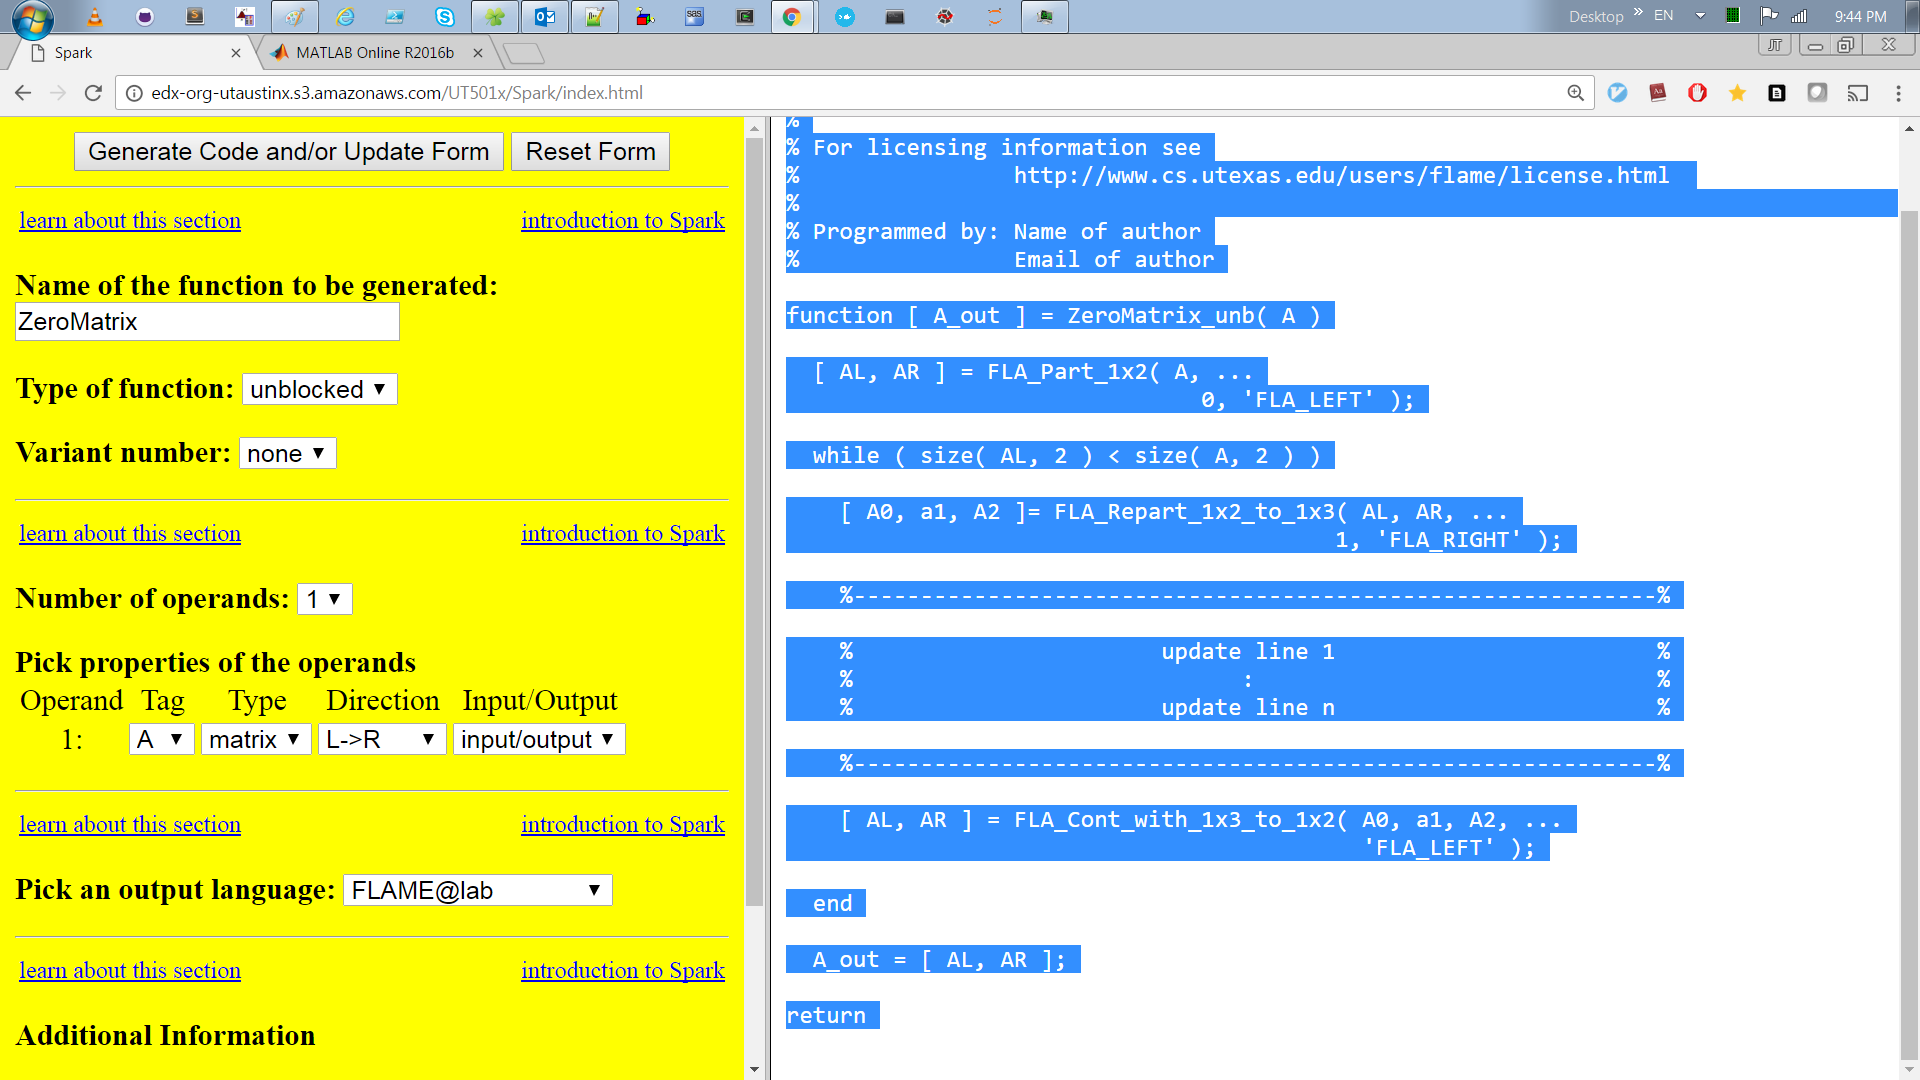 Desktop » EN 9:44 PM
Spark
MATLAB Online R2016b
JT
edx-org-utaustinx.s3.amazonaws.com/UT501x/Spark/index.html
Generate Code and/or Update Form Reset Form
learn about this section introduction to Spark
Name of the function to be generated:
ZeroMatrix
Type of function: unblocked
Variant number: none
learn about this section introduction to Spark
Number of operands: 1
Pick properties of the operands
Operand Tag Type Direction Input/Output
1: A matrix L->R input/output
learn about this section introduction to Spark
Pick an output language: FLAME@lab
learn about this section introduction to Spark
Additional Information
%
% For licensing information see
% http://www.cs.utexas.edu/users/flame/license.html
%
% Programmed by: Name of author
% Email of author
function [ A_out ] = ZeroMatrix_unb( A )
[ AL, AR ] = FLA_Part_1x2( A, ...
0, 'FLA_LEFT' );
while ( size( AL, 2 ) < size( A, 2 ) )
[ A0, a1, A2 ]= FLA_Repart_1x2_to_1x3( AL, AR, ...
1, 'FLA_RIGHT' );
%------------------------------------------------------------%
% update line 1 %
% : %
% update line n %
%------------------------------------------------------------%
[ AL, AR ] = FLA_Cont_with_1x3_to_1x2( A0, a1, A2, ...
'FLA_LEFT' );
end
A_out = [ AL, AR ];
return